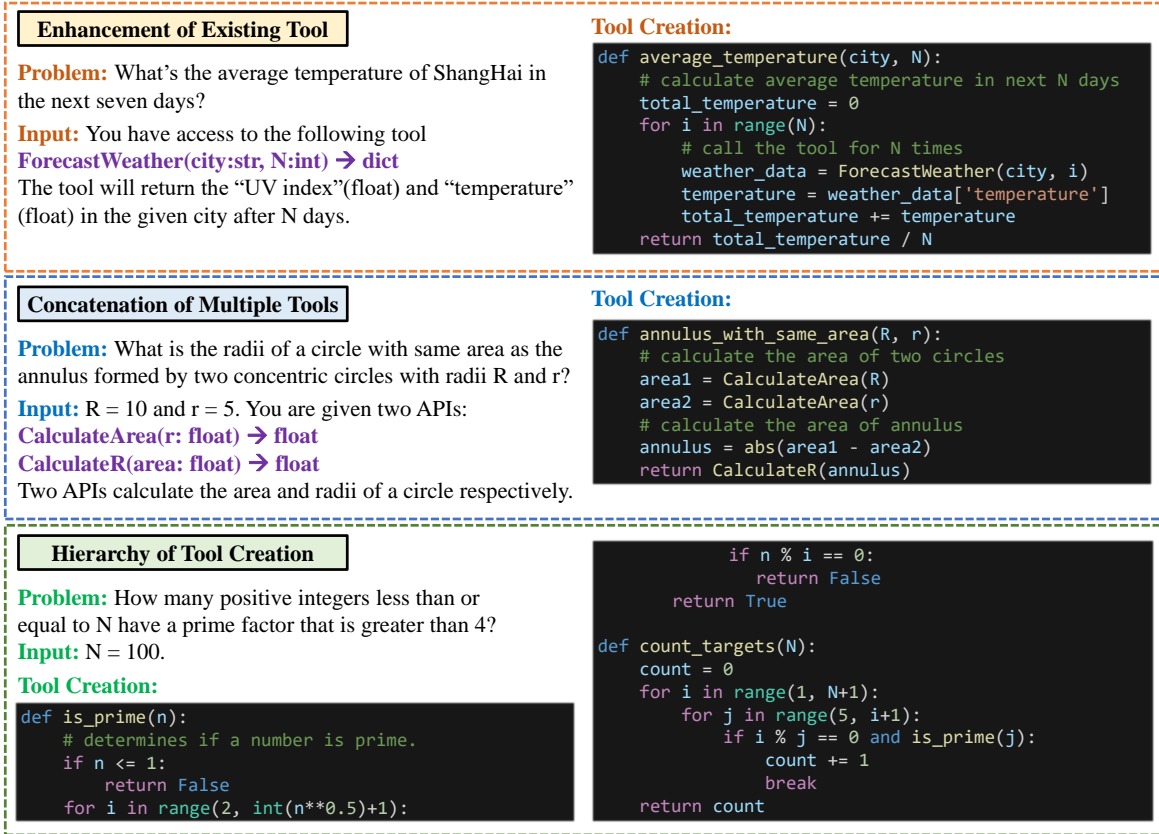 Enhancement of Existing Tool
Problem: What's the average temperature of ShangHai in
the next seven days?
Input: You have access to the following tool
ForecastWeather(city:str, N:int) → dict
The tool will return the “UV index”(float) and “temperature”
(float) in the given city after N days.
Tool Creation:
def average_temperature(city, N):
    # calculate average temperature in next N days
    total_temperature = 0
    for i in range(N):
        # call the tool for N times
        weather_data = ForecastWeather(city, i)
        temperature = weather_data['temperature']
        total_temperature += temperature
    return total_temperature / N
Concatenation of Multiple Tools
Problem: What is the radii of a circle with same area as the
annulus formed by two concentric circles with radii R and r?
Input: R = 10 and r = 5. You are given two APIs:
CalculateArea(r: float) → float
CalculateR(area: float) → float
Two APIs calculate the area and radii of a circle respectively.
Tool Creation:
def annulus_with_same_area(R, r):
    # calculate the area of two circles
    area1 = CalculateArea(R)
    area2 = CalculateArea(r)
    # calculate the area of annulus
    annulus = abs(area1 - area2)
    return CalculateR(annulus)
Hierarchy of Tool Creation
Problem: How many positive integers less than or
equal to N have a prime factor that is greater than 4?
Input: N = 100.
Tool Creation:
def is_prime(n):
    # determines if a number is prime.
    if n <= 1:
        return False
    for i in range(2, int(n**0.5)+1):
            if n % i == 0:
                return False
        return True
def count_targets(N):
    count = 0
    for i in range(1, N+1):
        for j in range(5, i+1):
            if i % j == 0 and is_prime(j):
                count += 1
                break
    return count